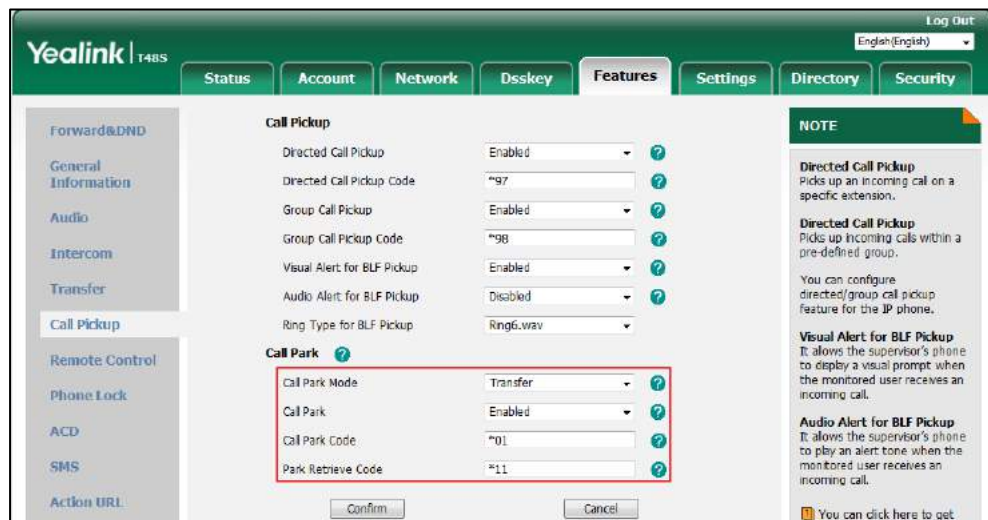 Log Out
Yealink T48S
English(English)
Status Account Network Dsskey Features Settings Directory Security
Forward&DND
General
Information
Audio
Intercom
Transfer
Call Pickup
Remote Control
Phone Lock
ACD
SMS
Action URL
Call Pickup
Directed Call Pickup Enabled
Directed Call Pickup Code *97
Group Call Pickup Enabled
Group Call Pickup Code *98
Visual Alert for BLF Pickup Enabled
Audio Alert for BLF Pickup Disabled
Ring Type for BLF Pickup Ring6.wav
Call Park
Call Park Mode Transfer
Call Park Enabled
Call Park Code *01
Park Retrieve Code *11
Confirm Cancel
NOTE
Directed Call Pickup
Picks up an incoming call on a
specific extension.
Directed Call Pickup
Picks up incoming calls within a
pre-defined group.
You can configure
directed/group call pickup
feature for the IP phone.
Visual Alert for BLF Pickup
It allows the supervisor's phone
to display a visual prompt when
the monitored user receives an
incoming call.
Audio Alert for BLF Pickup
It allows the supervisor's phone
to play an alert tone when the
monitored user receives an
incoming call.
You can click here to get